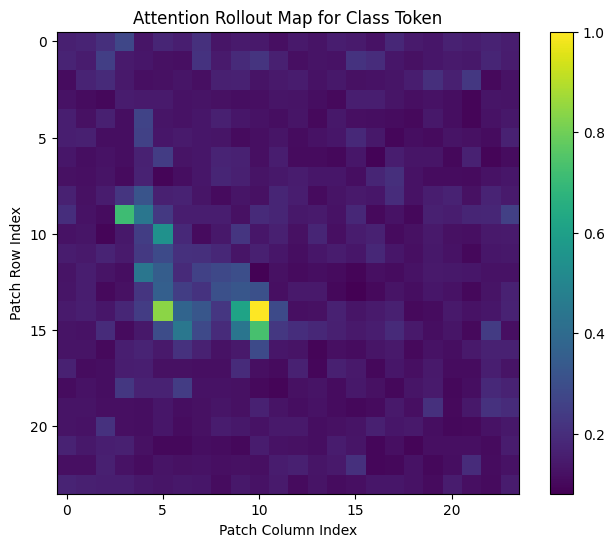 Attention Rollout Map for Class Token
Patch Row Index
0
5
10
15
20
0 5 10 15 20
Patch Column Index
1.0
0.8
0.6
0.4
0.2